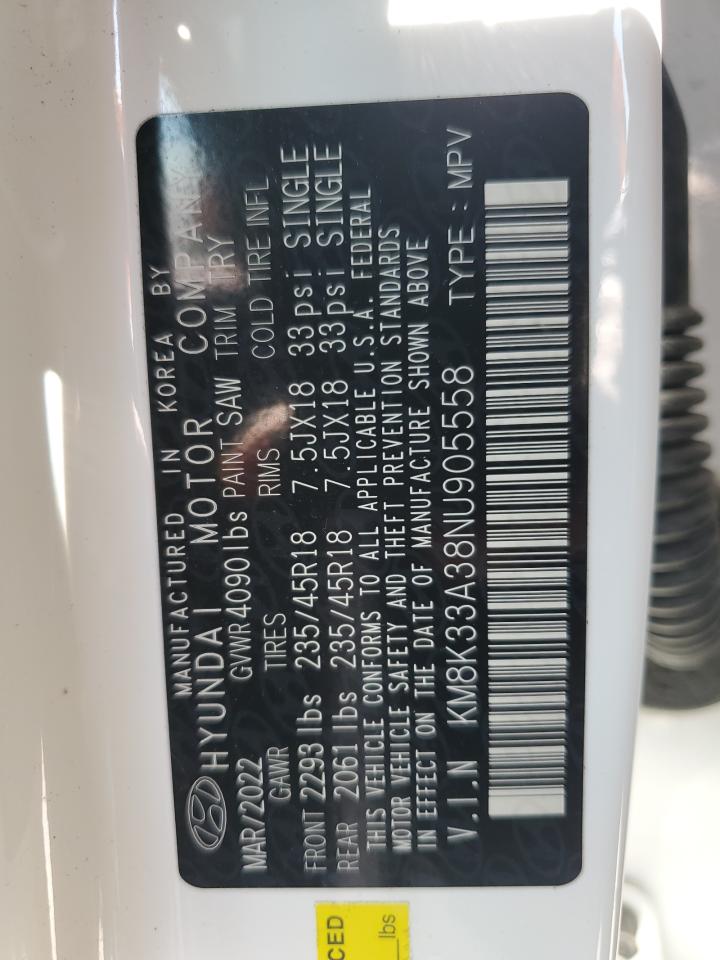 MANUFACTURED IN KOREA BY
HYUNDAI MOTOR COMPANY
MAR/2022 GVWR 4090lbs PAINT SAW TRIM TRY
GAWR TIRES RIMS COLD TIRE INFL
FRONT 2293 lbs 235/45R18 7.5JX18 33psi SINGLE
REAR 2061 lbs 235/45R18 7.5JX18 33psi SINGLE
THIS VEHICLE CONFORMS TO ALL APPLICABLE U.S.A. FEDERAL
MOTOR VEHICLE SAFETY AND THEFT PREVENTION STANDARDS
IN EFFECT ON THE DATE OF MANUFACTURE SHOWN ABOVE
V.I.N KM8K33A38NU905558 TYPE : MPV
CED
lbs